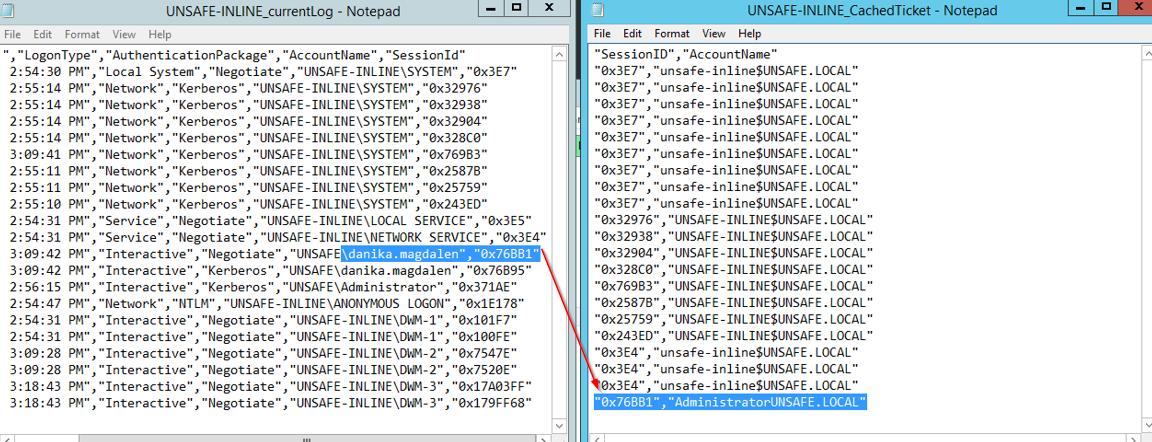 UNSAFE-INLINE_currentLog - Notepad
File Edit Format View Help
","LogonType","AuthenticationPackage","AccountName","SessionId"
2:54:30 PM","Local System","Negotiate","UNSAFE-INLINE\SYSTEM","0x3E7"
2:55:14 PM","Network","Kerberos","UNSAFE-INLINE\SYSTEM","0x32976"
2:55:14 PM","Network","Kerberos","UNSAFE-INLINE\SYSTEM","0x32938"
2:55:14 PM","Network","Kerberos","UNSAFE-INLINE\SYSTEM","0x32904"
2:55:14 PM","Network","Kerberos","UNSAFE-INLINE\SYSTEM","0x328C0"
3:09:41 PM","Network","Kerberos","UNSAFE-INLINE\SYSTEM","0x769B3"
2:55:11 PM","Network","Kerberos","UNSAFE-INLINE\SYSTEM","0x2587B"
2:55:11 PM","Network","Kerberos","UNSAFE-INLINE\SYSTEM","0x25759"
2:55:10 PM","Network","Kerberos","UNSAFE-INLINE\SYSTEM","0x243ED"
2:54:31 PM","Service","Negotiate","UNSAFE-INLINE\LOCAL SERVICE","0x3E5"
2:54:31 PM","Service","Negotiate","UNSAFE-INLINE\NETWORK SERVICE","0x3E4"
3:09:42 PM","Interactive","Negotiate","UNSAFE\danika.magdalen","0x76BB1"
3:09:42 PM","Interactive","Kerberos","UNSAFE\danika.magdalen","0x76B95"
2:56:15 PM","Interactive","Kerberos","UNSAFE\Administrator","0x371AE"
2:54:47 PM","Network","NTLM","UNSAFE-INLINE\ANONYMOUS LOGON","0x1E178"
2:54:31 PM","Interactive","Negotiate","UNSAFE-INLINE\DWM-1","0x101F7"
2:54:31 PM","Interactive","Negotiate","UNSAFE-INLINE\DWM-1","0x100FE"
3:09:28 PM","Interactive","Negotiate","UNSAFE-INLINE\DWM-2","0x7547E"
3:09:28 PM","Interactive","Negotiate","UNSAFE-INLINE\DWM-2","0x7520E"
3:18:43 PM","Interactive","Negotiate","UNSAFE-INLINE\DWM-3","0x17A03FF"
3:18:43 PM","Interactive","Negotiate","UNSAFE-INLINE\DWM-3","0x179FF68"
UNSAFE-INLINE_CachedTicket - Notepad
File Edit Format View Help
"SessionID","AccountName"
"0x3E7","unsafe-inline$UNSAFE.LOCAL"
"0x3E7","unsafe-inline$UNSAFE.LOCAL"
"0x3E7","unsafe-inline$UNSAFE.LOCAL"
"0x3E7","unsafe-inline$UNSAFE.LOCAL"
"0x3E7","unsafe-inline$UNSAFE.LOCAL"
"0x3E7","unsafe-inline$UNSAFE.LOCAL"
"0x3E7","unsafe-inline$UNSAFE.LOCAL"
"0x3E7","unsafe-inline$UNSAFE.LOCAL"
"0x3E7","unsafe-inline$UNSAFE.LOCAL"
"0x32976","UNSAFE-INLINE$UNSAFE.LOCAL"
"0x32938","UNSAFE-INLINE$UNSAFE.LOCAL"
"0x32904","UNSAFE-INLINE$UNSAFE.LOCAL"
"0x328C0","UNSAFE-INLINE$UNSAFE.LOCAL"
"0x769B3","UNSAFE-INLINE$UNSAFE.LOCAL"
"0x2587B","UNSAFE-INLINE$UNSAFE.LOCAL"
"0x25759","UNSAFE-INLINE$UNSAFE.LOCAL"
"0x243ED","UNSAFE-INLINE$UNSAFE.LOCAL"
"0x3E4","unsafe-inline$UNSAFE.LOCAL"
"0x3E4","unsafe-inline$UNSAFE.LOCAL"
"0x3E4","unsafe-inline$UNSAFE.LOCAL"
"0x76BB1","AdministratorUNSAFE.LOCAL"